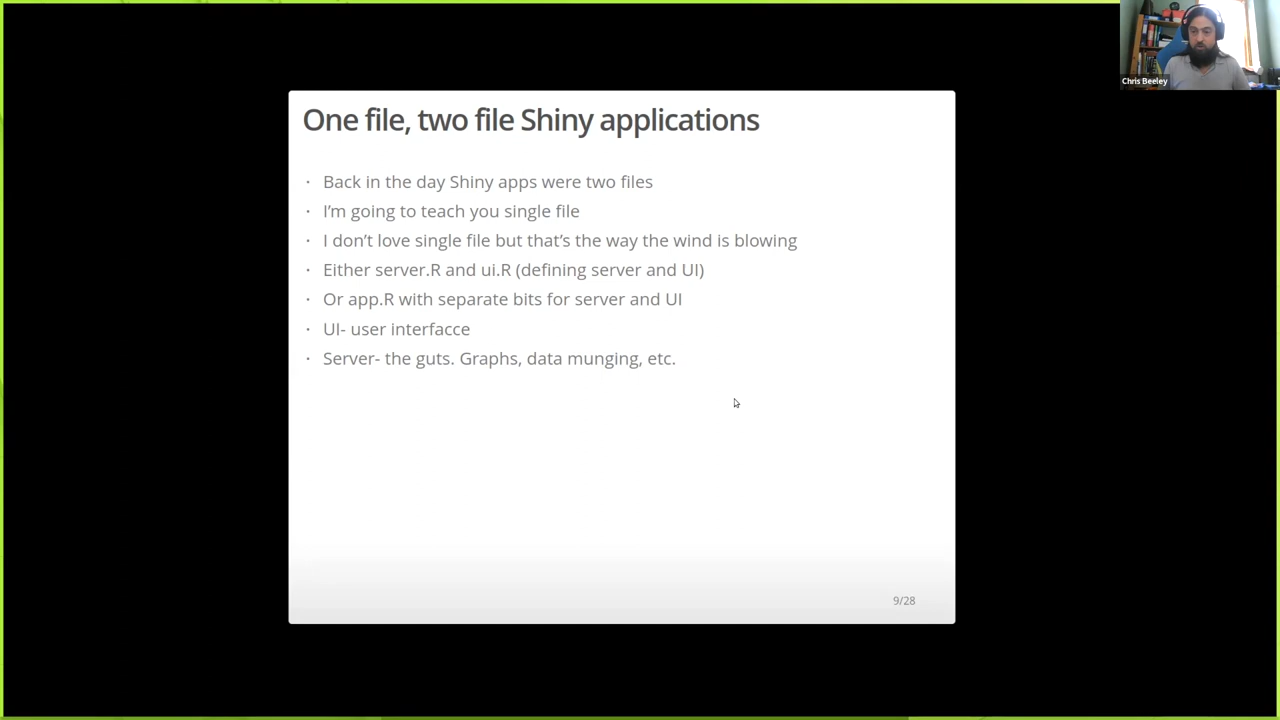 Chris Beeley
One file, two file Shiny applications
· Back in the day Shiny apps were two files
· I’m going to teach you single file
· I don’t love single file but that’s the way the wind is blowing
· Either server.R and ui.R (defining server and UI)
· Or app.R with separate bits for server and UI
· UI- user interfacce
· Server- the guts. Graphs, data munging, etc.
9/28